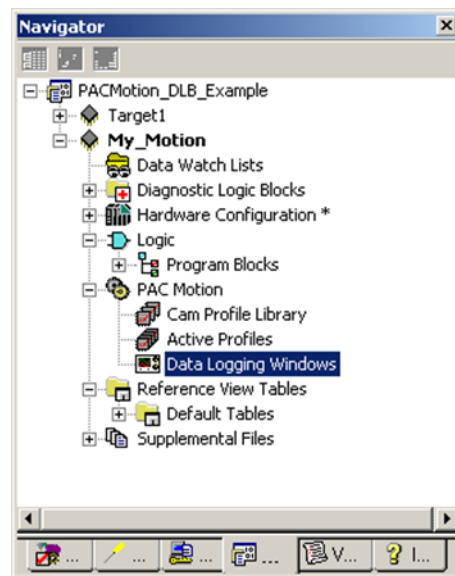 Navigator
PACMotion_DLB_Example
Target1
My_Motion
Data Watch Lists
Diagnostic Logic Blocks
Hardware Configuration *
Logic
Program Blocks
PAC Motion
Cam Profile Library
Active Profiles
Data Logging Windows
Reference View Tables
Default Tables
Supplemental Files
... ... ... ... V... I...